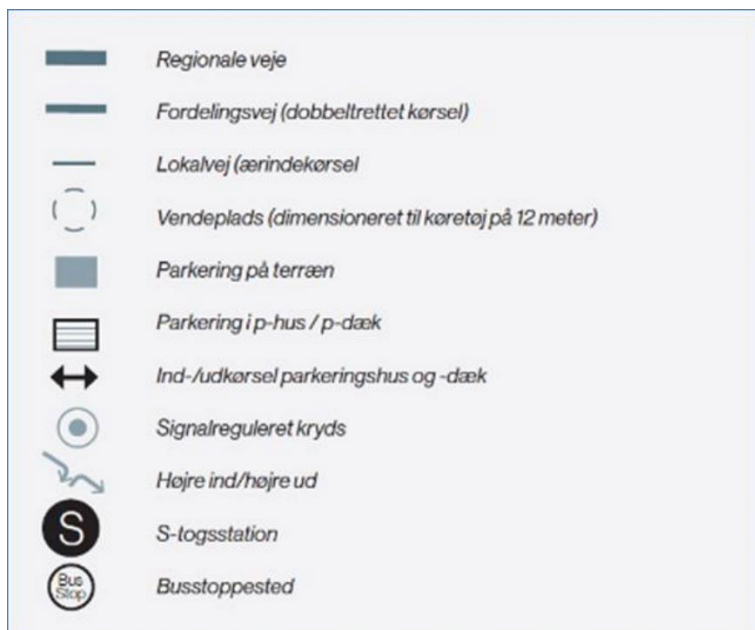 Regionale veje
Fordelingsvej (dobbeltrettet kørsel)
Lokalvej (ærindekørsel
Vendeplads (dimensioneret til køretøj på 12 meter)
Parkering på terræn
Parkering i p-hus / p-dæk
Ind-/udkørsel parkeringshus og -dæk
Signalreguleret kryds
Højre ind/højre ud
S S-togsstation
Bus Stop Busstoppested